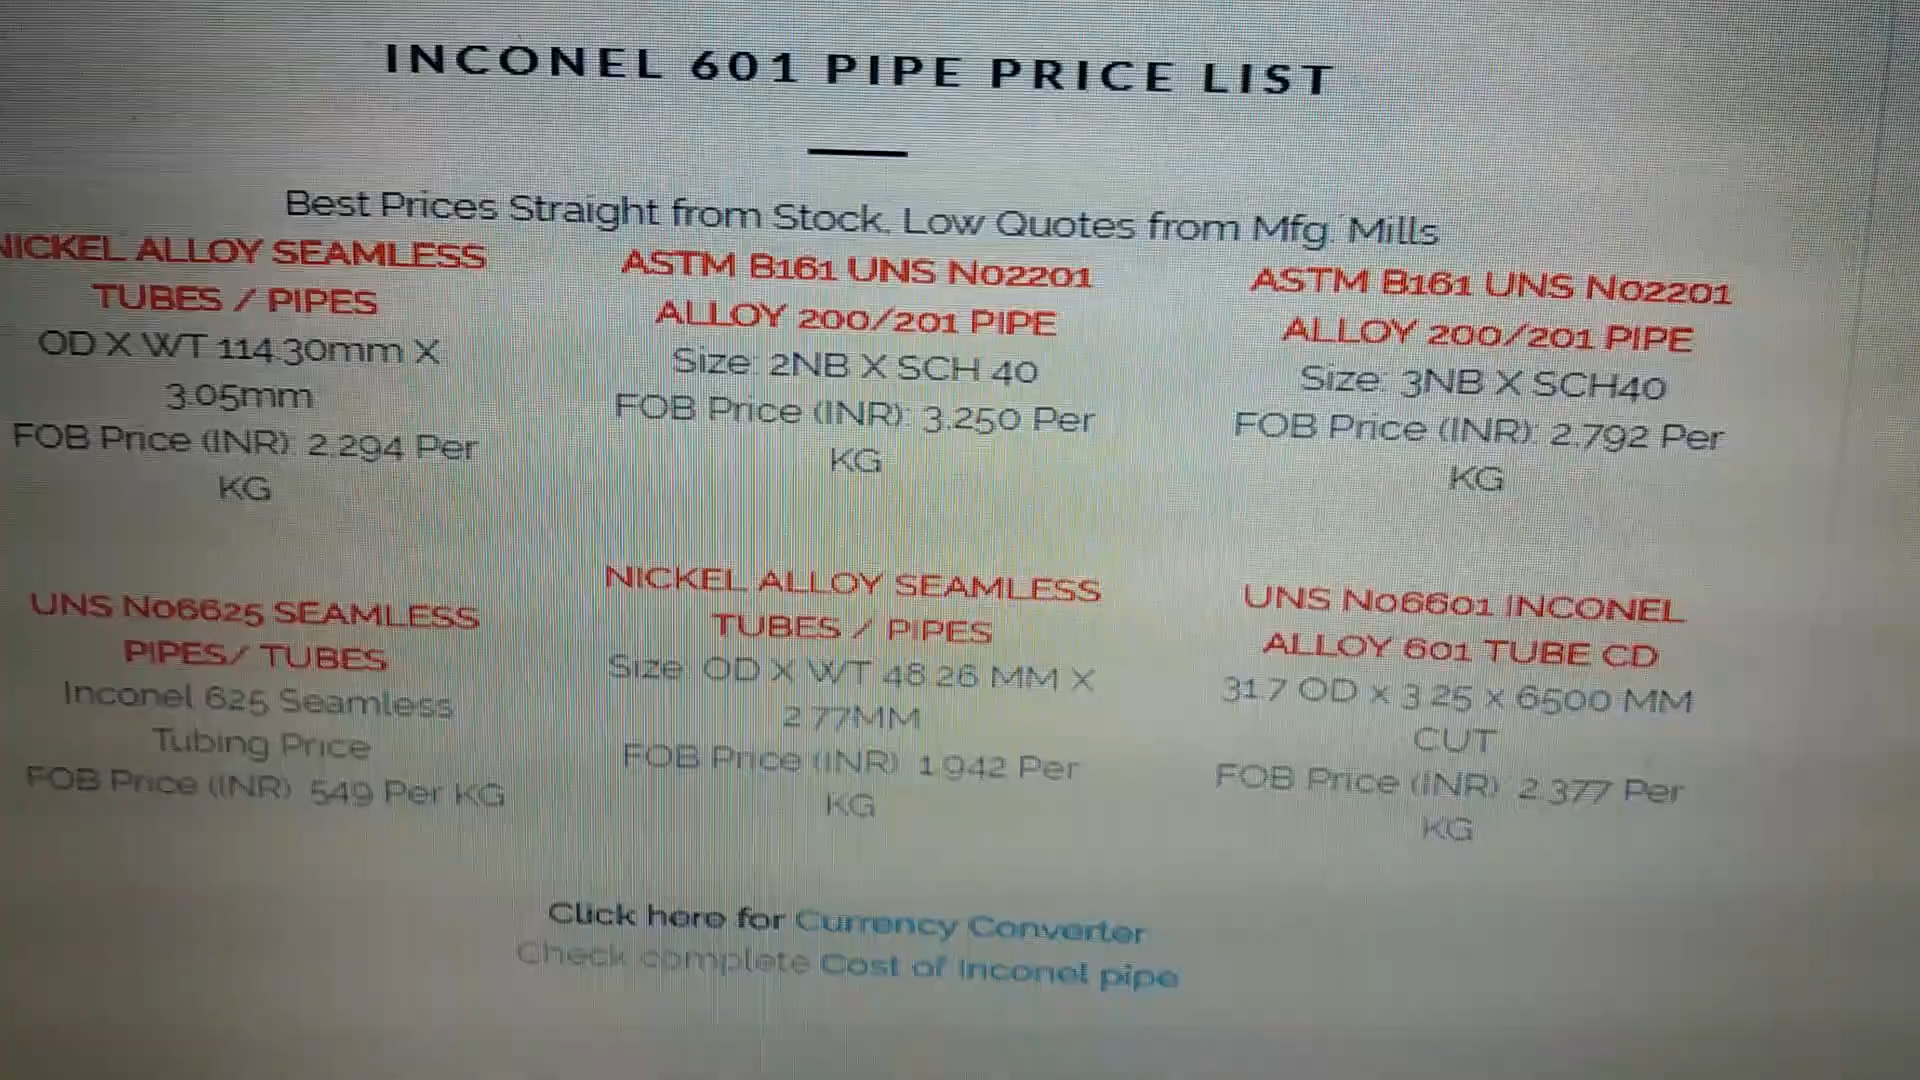 INCONEL 601 PIPE PRICE LIST
Best Prices Straight from Stock, Low Quotes from Mfg. Mills
NICKEL ALLOY SEAMLESS
TUBES / PIPES
OD X WT 114.30mm X
3.05mm
FOB Price (INR): 2.294 Per
KG
ASTM B161 UNS N02201
ALLOY 200/201 PIPE
Size: 2NB X SCH 40
FOB Price (INR): 3.250 Per
KG
ASTM B161 UNS N02201
ALLOY 200/201 PIPE
Size: 3NB X SCH40
FOB Price (INR): 2.792 Per
KG
UNS N06625 SEAMLESS
PIPES/ TUBES
Inconel 625 Seamless
Tubing Price
FOB Price (INR): 549 Per KG
NICKEL ALLOY SEAMLESS
TUBES / PIPES
Size: OD X WT 48.26 MM X
2.77MM
FOB Price (INR): 1.942 Per
KG
UNS N06601 INCONEL
ALLOY 601 TUBE CD
31.7 OD x 3.25 x 6500 MM
CUT
FOB Price (INR): 2.377 Per
KG
Click here for Currency Converter
Check complete Cost of Inconel pipe